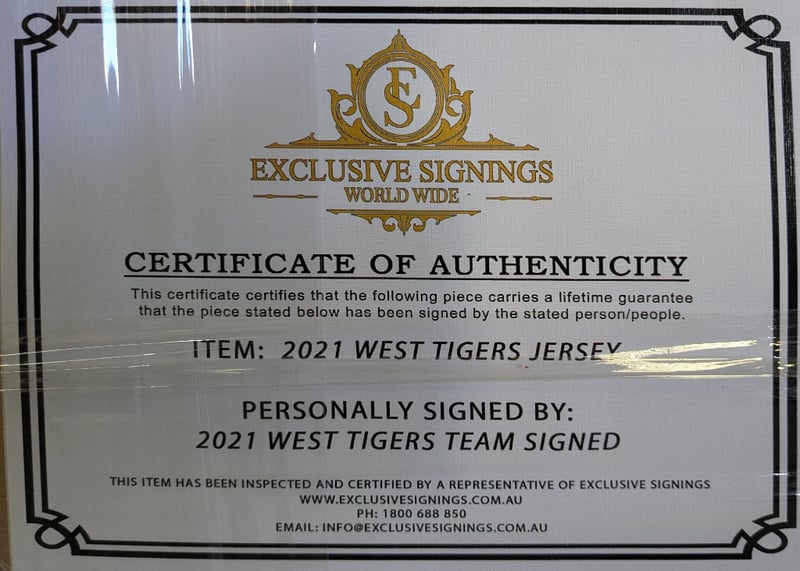 ES
EXCLUSIVE SIGNINGS
WORLD WIDE
CERTIFICATE OF AUTHENTICITY
This certificate certifies that the following piece carries a lifetime guarantee
that the piece stated below has been signed by the stated person/people.
ITEM: 2021 WEST TIGERS JERSEY
PERSONALLY SIGNED BY:
2021 WEST TIGERS TEAM SIGNED
THIS ITEM HAS BEEN INSPECTED AND CERTIFIED BY A REPRESENTATIVE OF EXCLUSIVE SIGNINGS
WWW.EXCLUSIVESIGNINGS.COM.AU
PH: 1800 688 850
EMAIL: INFO@EXCLUSIVESIGNINGS.COM.AU